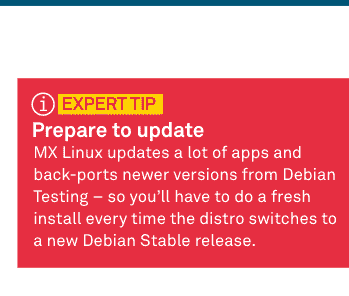 i EXPERT TIP
Prepare to update
MX Linux updates a lot of apps and
back-ports newer versions from Debian
Testing – so you’ll have to do a fresh
install every time the distro switches to
a new Debian Stable release.